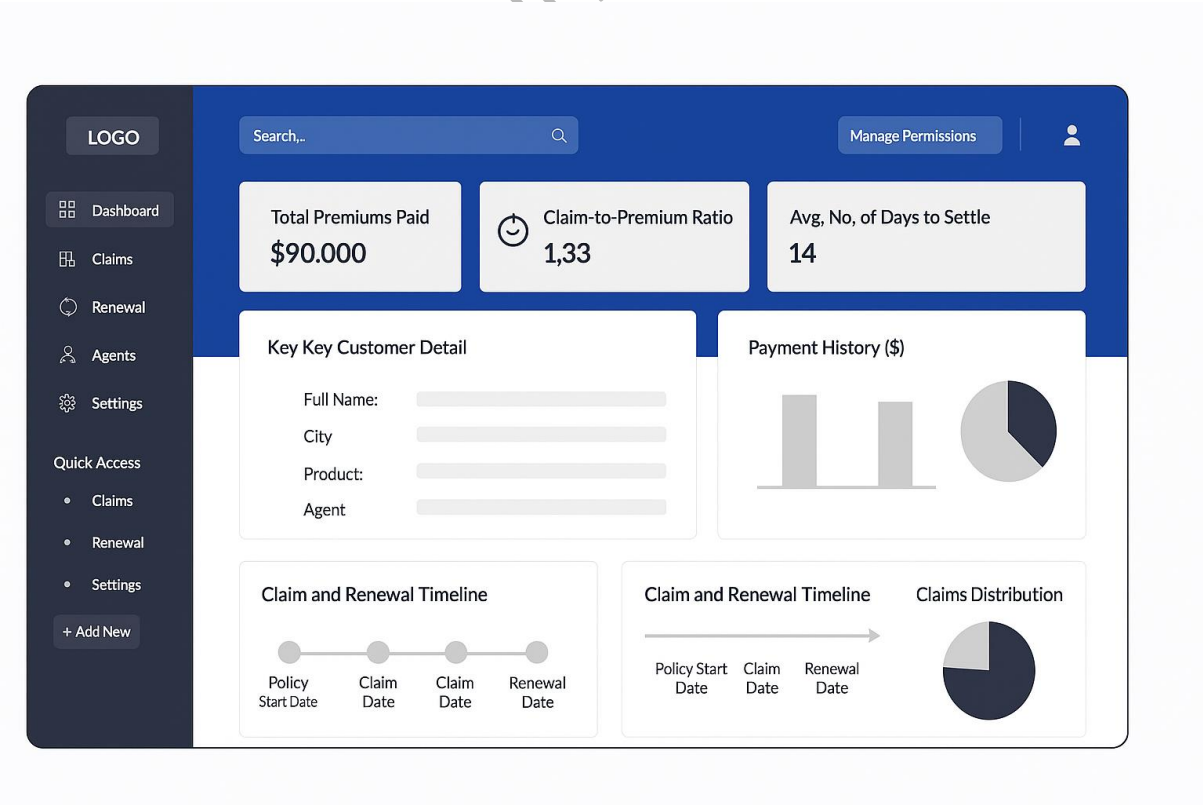 LOGO
Dashboard
Claims
Renewal
Agents
Settings
Quick Access
Claims
Renewal
Settings
+ Add New
Search,..
Manage Permissions
Total Premiums Paid
$90.000
Claim-to-Premium Ratio
1,33
Avg, No, of Days to Settle
14
Key Key Customer Detail
Full Name:
City
Product:
Agent
Payment History ($)
Claim and Renewal Timeline
Policy
Start Date
Claim
Date
Claim
Date
Renewal
Date
Claim and Renewal Timeline
Policy Start
Date
Claim
Date
Renewal
Date
Claims Distribution